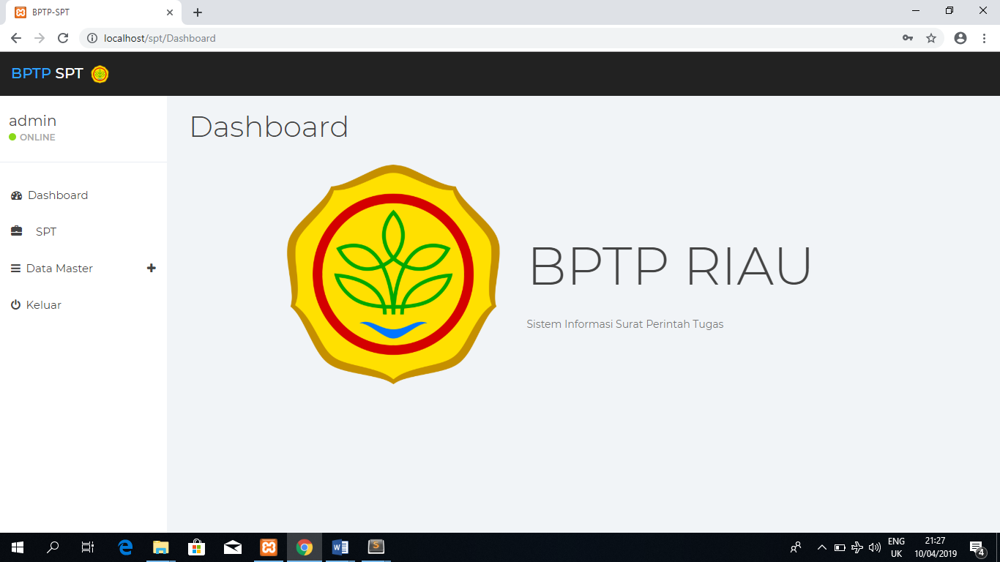 BPTP-SPT
localhost/spt/Dashboard
BPTP SPT
admin
ONLINE
Dashboard
SPT
Data Master
Keluar
Dashboard
BPTP RIAU
Sistem Informasi Surat Perintah Tugas
ENG
UK
21:27
10/04/2019
4